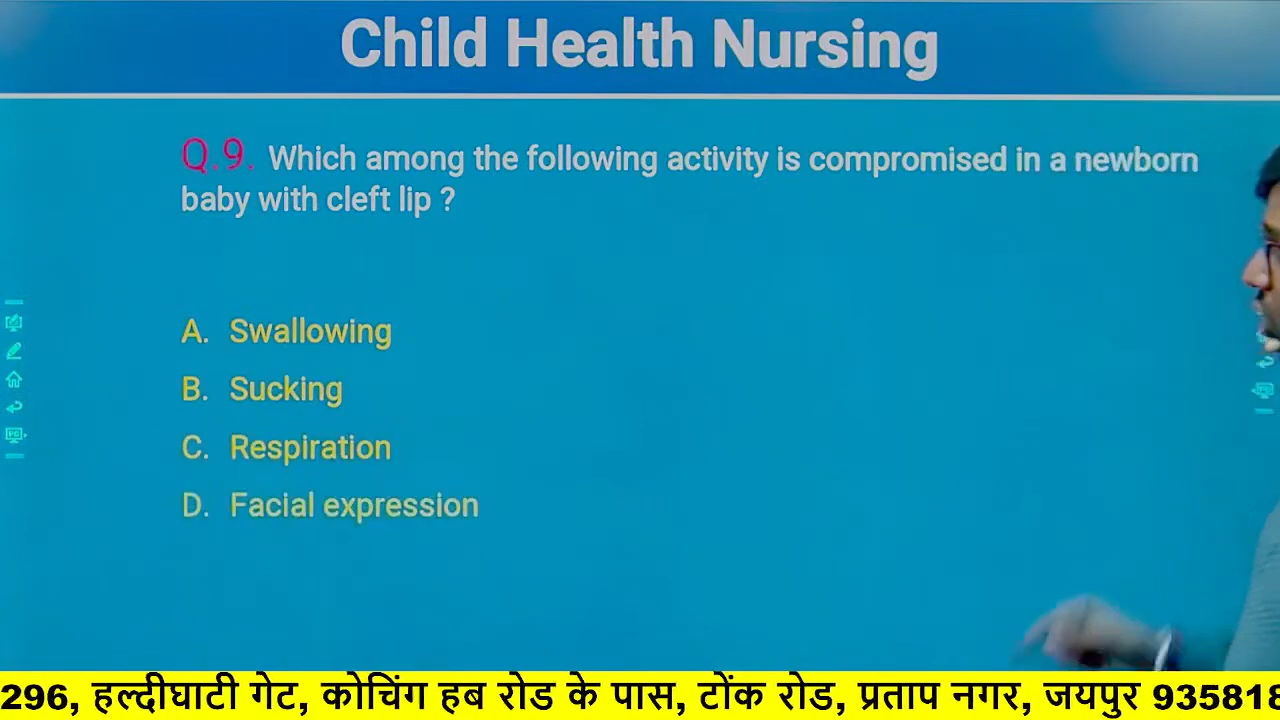 Child Health Nursing
Q.9. Which among the following activity is compromised in a newborn
baby with cleft lip ?
A. Swallowing
B. Sucking
C. Respiration
D. Facial expression
296, हल्दीघाटी गेट, कोचिंग हब रोड के पास, टोंक रोड, प्रताप नगर, जयपुर 935818